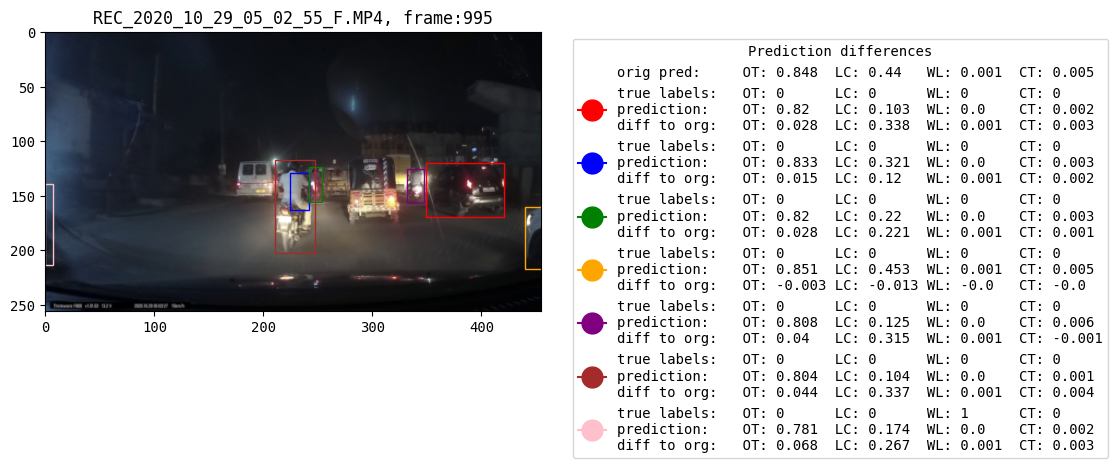 REC_2020_10_29_05_02_55_F.MP4, frame:995
0
50
100
150
200
250
0 100 200 300 400
Prediction differences
orig pred: OT: 0.848 LC: 0.44 WL: 0.001 CT: 0.005
true labels: OT: 0 LC: 0 WL: 0 CT: 0
prediction: OT: 0.82 LC: 0.103 WL: 0.0 CT: 0.002
diff to org: OT: 0.028 LC: 0.338 WL: 0.001 CT: 0.003
true labels: OT: 0 LC: 0 WL: 0 CT: 0
prediction: OT: 0.833 LC: 0.321 WL: 0.0 CT: 0.003
diff to org: OT: 0.015 LC: 0.12 WL: 0.001 CT: 0.002
true labels: OT: 0 LC: 0 WL: 0 CT: 0
prediction: OT: 0.82 LC: 0.22 WL: 0.0 CT: 0.003
diff to org: OT: 0.028 LC: 0.221 WL: 0.001 CT: 0.001
true labels: OT: 0 LC: 0 WL: 0 CT: 0
prediction: OT: 0.851 LC: 0.453 WL: 0.001 CT: 0.005
diff to org: OT: -0.003 LC: -0.013 WL: -0.0 CT: -0.0
true labels: OT: 0 LC: 0 WL: 0 CT: 0
prediction: OT: 0.808 LC: 0.125 WL: 0.0 CT: 0.006
diff to org: OT: 0.04 LC: 0.315 WL: 0.001 CT: -0.001
true labels: OT: 0 LC: 0 WL: 0 CT: 0
prediction: OT: 0.804 LC: 0.104 WL: 0.0 CT: 0.001
diff to org: OT: 0.044 LC: 0.337 WL: 0.001 CT: 0.004
true labels: OT: 0 LC: 0 WL: 1 CT: 0
prediction: OT: 0.781 LC: 0.174 WL: 0.0 CT: 0.002
diff to org: OT: 0.068 LC: 0.267 WL: 0.001 CT: 0.003